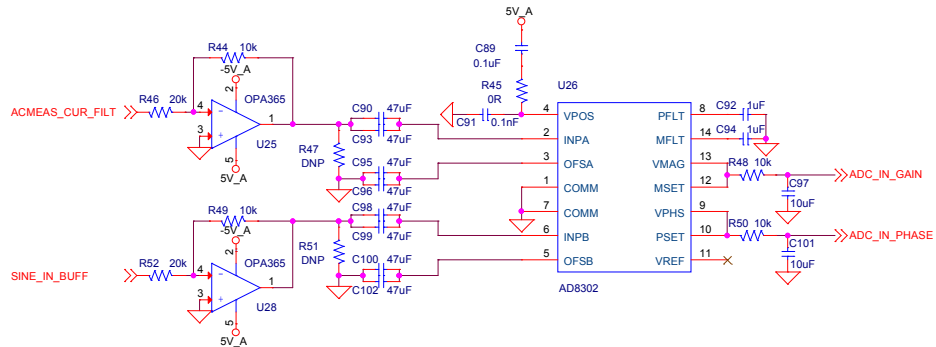 5V_A
R44 10k
-5V_A
C89
0.1uF
ACMEAS_CUR_FILT
R46 20k
2
OPA365
4
3
1
5
U25
5V_A
C90 47uF
C93 47uF
R47
DNP
C95 47uF
C96 47uF
R45
0R
C91 0.1nF
U26
4 VPOS
2 INPA
3 OFSA
1 COMM
7 COMM
6 INPB
5 OFSB
PFLT 8
MFLT 14
VMAG 13
MSET 12
VPHS 9
PSET 10
VREF 11
AD8302
C92 1uF
C94 1uF
R48 10k
ADC_IN_GAIN
C97
10uF
R50 10k
ADC_IN_PHASE
C101
10uF
R49 10k
-5V_A
SINE_IN_BUFF
R52 20k
2
OPA365
4
3
1
5
U28
5V_A
C98 47uF
C99 47uF
R51
DNP
C100 47uF
C102 47uF